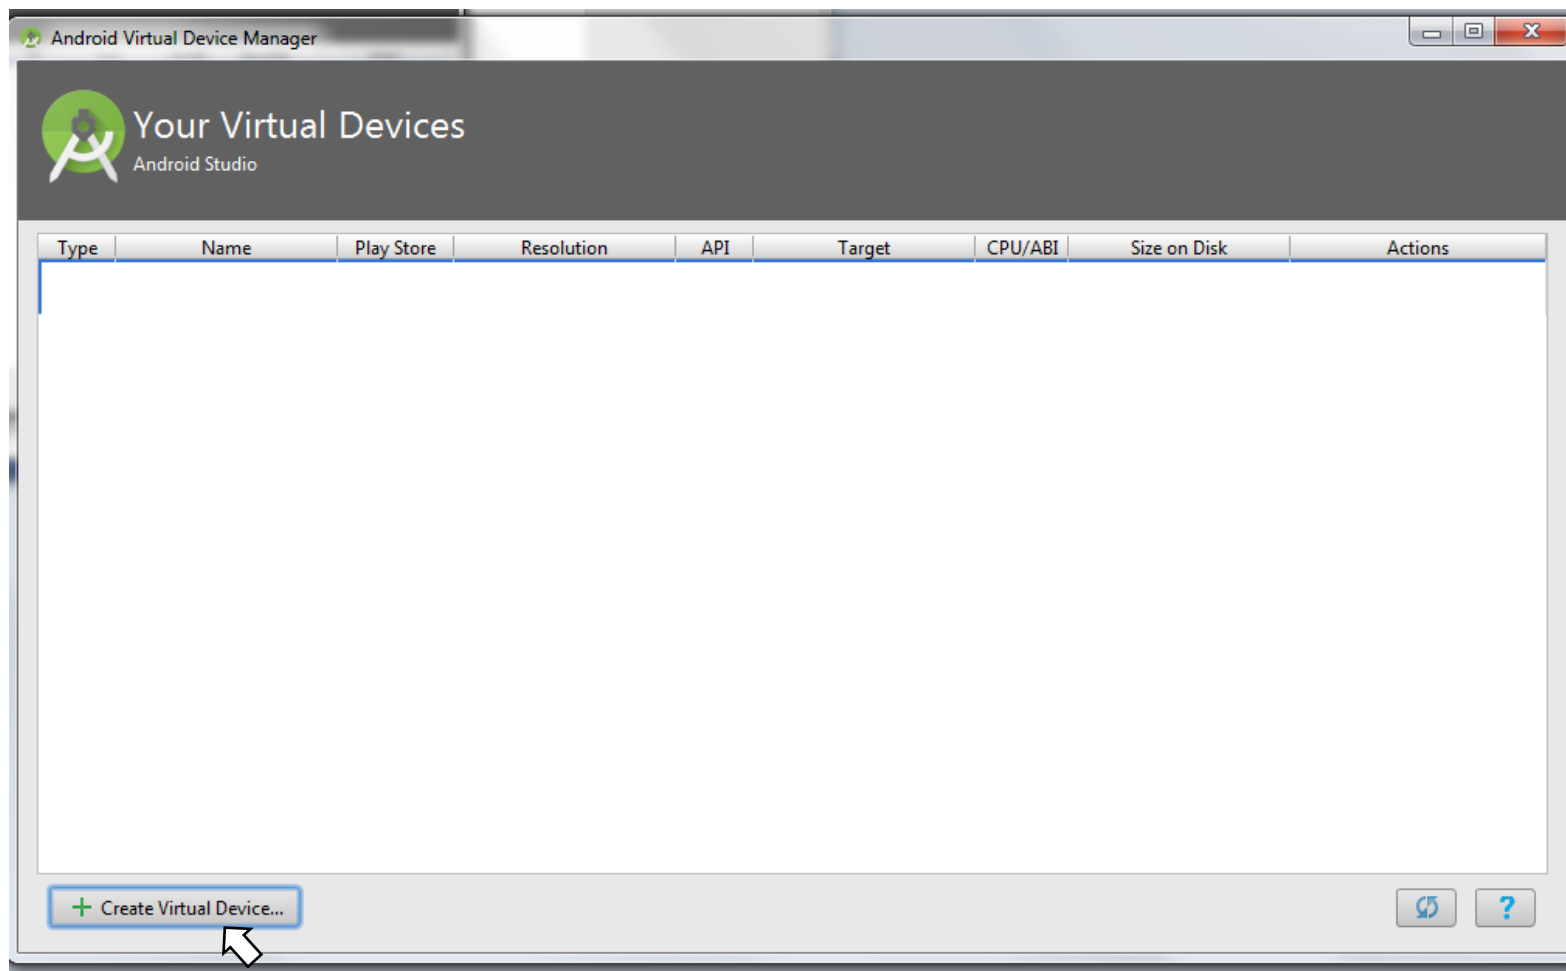 Android Virtual Device Manager
Your Virtual Devices
Android Studio
Type Name Play Store Resolution API Target CPU/ABI Size on Disk Actions
+ Create Virtual Device... ?